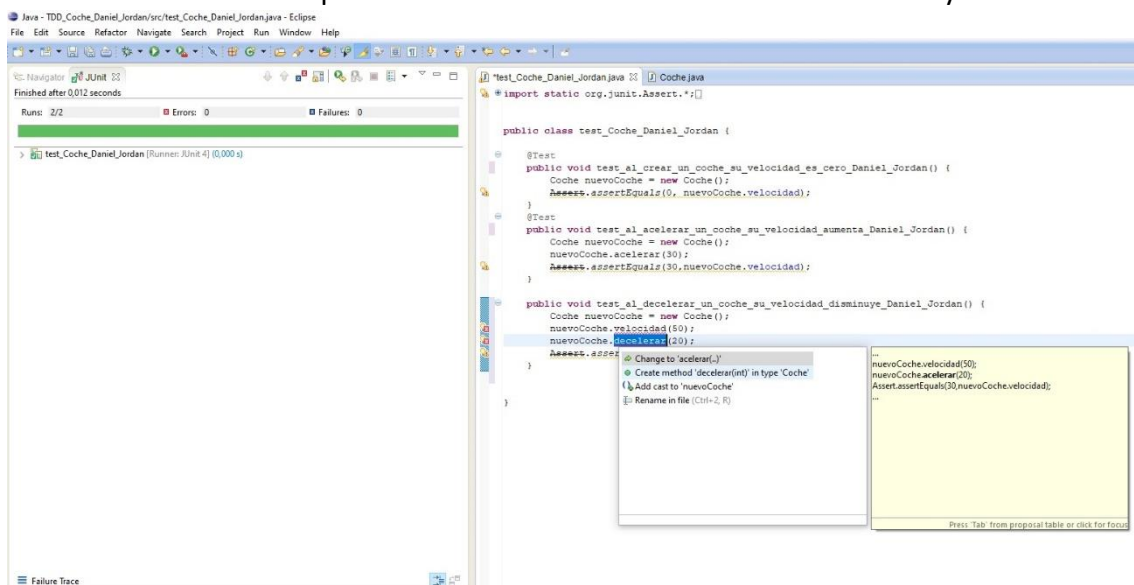 Java - TDD_Coche_Daniel_Jordan/src/test_Coche_Daniel_Jordan.java - Eclipse
File Edit Source Refactor Navigate Search Project Run Window Help
Navigator JUnit
Finished after 0,012 seconds
Runs: 2/2 Errors: 0 Failures: 0
test_Coche_Daniel_Jordan [Runner: JUnit 4] (0,000 s)
Failure Trace
*test_Coche_Daniel_Jordan.java Coche.java
import static org.junit.Assert.*;
public class test_Coche_Daniel_Jordan {
@Test
public void test_al_crear_un_coche_su_velocidad_es_cero_Daniel_Jordan() {
Coche nuevoCoche = new Coche();
Assert.assertEquals(0, nuevoCoche.velocidad);
}
@Test
public void test_al_acelerar_un_coche_su_velocidad_aumenta_Daniel_Jordan() {
Coche nuevoCoche = new Coche();
nuevoCoche.acelerar(30);
Assert.assertEquals(30,nuevoCoche.velocidad);
}
public void test_al_decelerar_un_coche_su_velocidad_disminuye_Daniel_Jordan() {
Coche nuevoCoche = new Coche();
nuevoCoche.velocidad(50);
nuevoCoche.decelerar(20);
Assert.asser
}
}
Change to 'acelerar(..)'
Create method 'decelerar(int)' in type 'Coche'
Add cast to 'nuevoCoche'
Rename in file (Ctrl+2, R)
...
nuevoCoche.velocidad(50);
nuevoCoche.acelerar(20);
Assert.assertEquals(30,nuevoCoche.velocidad);
...
Press 'Tab' from proposal table or click for focus